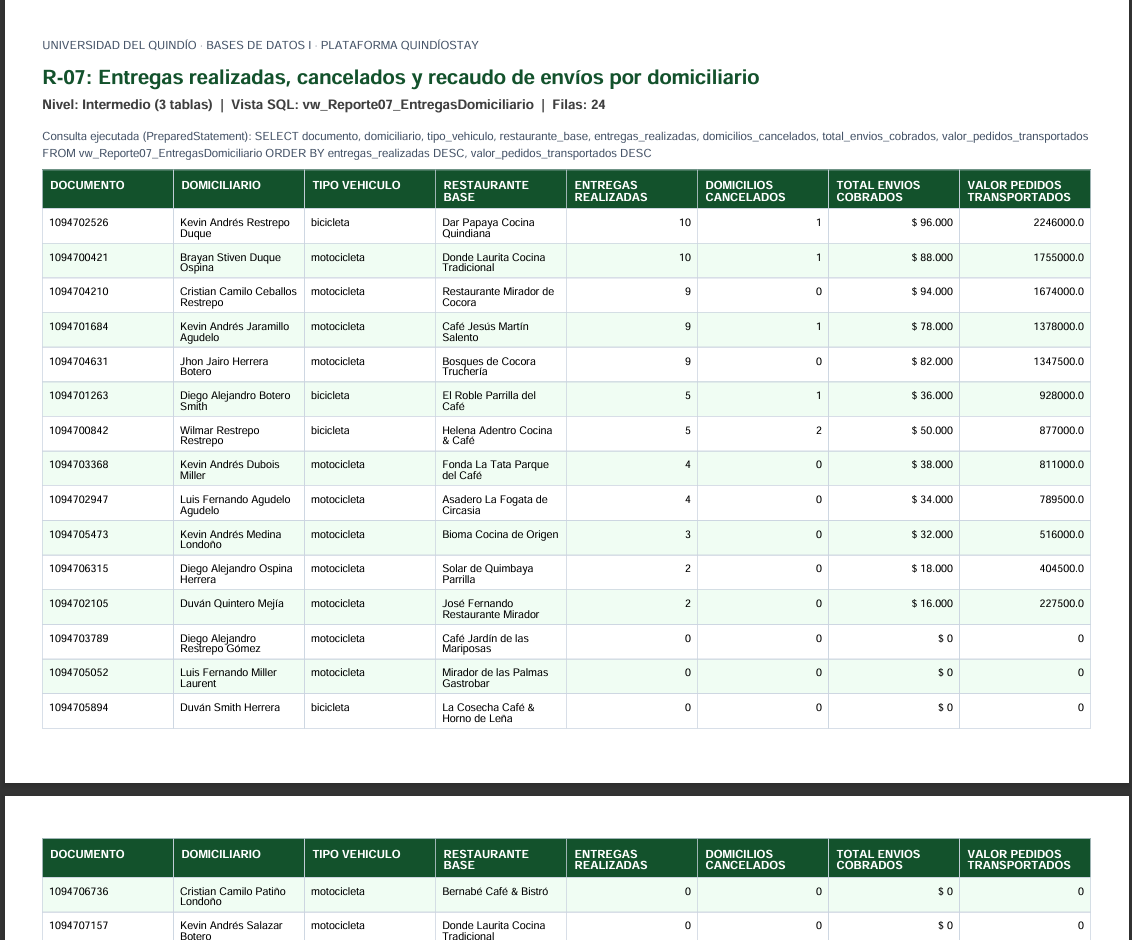 UNIVERSIDAD DEL QUINDÍO · BASES DE DATOS I · PLATAFORMA QUINDÍOSTAY
R-07: Entregas realizadas, cancelados y recaudo de envíos por domiciliario
Nivel: Intermedio (3 tablas) | Vista SQL: vw_Reporte07_EntregasDomiciliario | Filas: 24
Consulta ejecutada (PreparedStatement): SELECT documento, domiciliario, tipo_vehiculo, restaurante_base, entregas_realizadas, domicilios_cancelados, total_envios_cobrados, valor_pedidos_transportados
FROM vw_Reporte07_EntregasDomiciliario ORDER BY entregas_realizadas DESC, valor_pedidos_transportados DESC
DOCUMENTO DOMICILIARIO TIPO VEHICULO RESTAURANTE BASE ENTREGAS REALIZADAS DOMICILIOS CANCELADOS TOTAL ENVIOS COBRADOS VALOR PEDIDOS TRANSPORTADOS
1094702526 Kevin Andrés Restrepo Duque bicicleta Dar Papaya Cocina Quindiana 10 1 $ 96.000 2246000.0
1094700421 Brayan Stiven Duque Ospina motocicleta Donde Laurita Cocina Tradicional 10 1 $ 88.000 1755000.0
1094704210 Cristian Camilo Ceballos Restrepo motocicleta Restaurante Mirador de Cocora 9 0 $ 94.000 1674000.0
1094701684 Kevin Andrés Jaramillo Agudelo motocicleta Café Jesús Martín Salento 9 1 $ 78.000 1378000.0
1094704631 Jhon Jairo Herrera Botero motocicleta Bosques de Cocora Truchería 9 0 $ 82.000 1347500.0
1094701263 Diego Alejandro Botero Smith bicicleta El Roble Parrilla del Café 5 1 $ 36.000 928000.0
1094700842 Wilmar Restrepo Restrepo bicicleta Helena Adentro Cocina & Café 5 2 $ 50.000 877000.0
1094703368 Kevin Andrés Dubois Miller motocicleta Fonda La Tata Parque del Café 4 0 $ 38.000 811000.0
1094702947 Luis Fernando Agudelo Agudelo motocicleta Asadero La Fogata de Circasia 4 0 $ 34.000 789500.0
1094705473 Kevin Andrés Medina Londoño motocicleta Bioma Cocina de Origen 3 0 $ 32.000 516000.0
1094706315 Diego Alejandro Ospina Herrera motocicleta Solar de Quimbaya Parrilla 2 0 $ 18.000 404500.0
1094702105 Duván Quintero Mejía motocicleta José Fernando Restaurante Mirador 2 0 $ 16.000 227500.0
1094703789 Diego Alejandro Restrepo Gómez motocicleta Café Jardín de las Mariposas 0 0 $ 0 0
1094705052 Luis Fernando Miller Laurent motocicleta Mirador de las Palmas Gastrobar 0 0 $ 0 0
1094705894 Duván Smith Herrera bicicleta La Cosecha Café & Horno de Leña 0 0 $ 0 0
DOCUMENTO DOMICILIARIO TIPO VEHICULO RESTAURANTE BASE ENTREGAS REALIZADAS DOMICILIOS CANCELADOS TOTAL ENVIOS COBRADOS VALOR PEDIDOS TRANSPORTADOS
1094706736 Cristian Camilo Patiño Londoño motocicleta Bernabé Café & Bistró 0 0 $ 0 0
1094707157 Kevin Andrés Salazar Botero motocicleta Donde Laurita Cocina Tradicional 0 0 $ 0 0